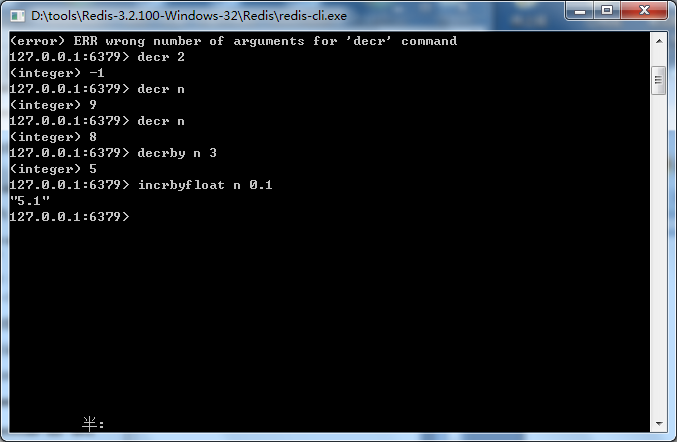 D:\tools\Redis-3.2.100-Windows-32\Redis\redis-cli.exe
(error) ERR wrong number of arguments for 'decr' command
127.0.0.1:6379> decr 2
(integer) -1
127.0.0.1:6379> decr n
(integer) 9
127.0.0.1:6379> decr n
(integer) 8
127.0.0.1:6379> decrby n 3
(integer) 5
127.0.0.1:6379> incrbyfloat n 0.1
"5.1"
127.0.0.1:6379>
半: